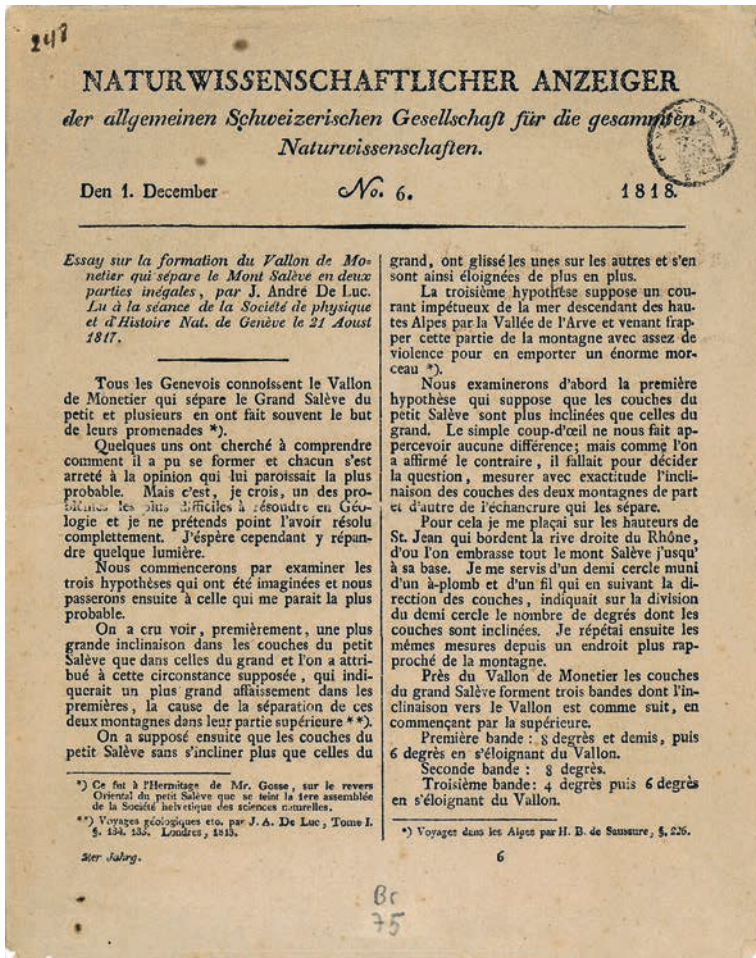 248
NATURWISSENSCHAFTLICHER ANZEIGER
der allgemeinen Schweizerischen Gesellschaft für die gesammten
Naturwissenschaften.
Den 1. December No. 6. 1818.
BERN
Essay sur la formation du Vallon de Mo=
netier qui sépare le Mont Salève en deux
parties inégales, par J. André De Luc.
Lu à la séance de la Société de physique
et d'Histoire Nat. de Genève le 21 Aoust
1817.
Tous les Genevois connoissent le Vallon
de Monetier qui sépare le Grand Salève du
petit et plusieurs en ont fait souvent le but
de leurs promenades *).
Quelques uns ont cherché à comprendre
comment il a pu se former et chacun s'est
arreté à la opinion qui lui paroissait la plus
probable. Mais c'est, je crois, un des pro-
blêmes les plus difficiles à résoudre en Géo-
logie et je ne prétends point l'avoir résolu
complettement. J'éspère cependant y répan-
dre quelque lumière.
Nous commencerons par examiner les
trois hypothèses qui ont été imaginées et nous
passerons ensuite à celle qui me parait la plus
probable.
On a cru voir, premièrement, une plus
grande inclinaison dans les couches du petit
Salève que dans celles du grand et l'on a attri-
bué à cette circonstance supposée, qui indi-
querait un plus grand affaissement dans les
premières, la cause de la séparation de ces
deux montagnes dans leur partie supérieure **).
On a supposé ensuite que les couches du
petit Salève sans s'incliner plus que celles du
*) Ce fut à l'Hermitage de Mr. Gosse, sur le revers
Oriental du petit Salève que se teint la 1ere assemblée
de la Société helvetique des sciences naturelles.
**) Voyages géologiques etc. par J. A. De Luc, Tome I.
§. 134. 135. Londres, 1813.
2ter Jahrg.
grand, ont glissé les unes sur les autres et s'en
sont ainsi éloignées de plus en plus.
La troisième hypothèse suppose un cou-
rant impétueux de la mer descendant des hau-
tes Alpes par la Vallée de l'Arve et venant frap-
per cette partie de la montagne avec assez de
violence pour en emporter un énorme mor-
ceau *).
Nous examinerons d'abord la première
hypothèse qui suppose que les couches du
petit Salève sont plus inclinées que celles du
grand. Le simple coup-d'œil ne nous fait ap-
percevoir aucune différence; mais comme l'on
a affirmé le contraire, il fallait pour décider
la question, mesurer avec exactitude l'incli-
naison des couches des deux montagnes de part
et d'autre de l'échancrure qui les sépare.
Pour cela je me plaçai sur les hauteurs de
St. Jean qui bordent la rive droite du Rhône,
d'ou l'on embrasse tout le mont Salève jusqu'
à sa base. Je me servis d'un demi cercle muni
d'un à-plomb et d'un fil qui en suivant la di-
rection des couches, indiquait sur la division
du demi cercle le nombre de degrés dont les
couches sont inclinées. Je répétai ensuite les
mêmes mesures depuis un endroit plus rap-
proché de la montagne.
Près du Vallon de Monetier les couches
du grand Salève forment trois bandes dont l'in-
clinaison vers le Vallon est comme suit, en
commençant par la supérieure.
Première bande: 8 degrès et demis, puis
6 degrès en s'éloignant du Vallon.
Seconde bande: 8 degrès.
Troisième bande: 4 degrès puis 6 degrès
en s'éloignant du Vallon.
*) Voyages dans les Alpes par H. B. de Saussure, §. 226.
6
Br
75